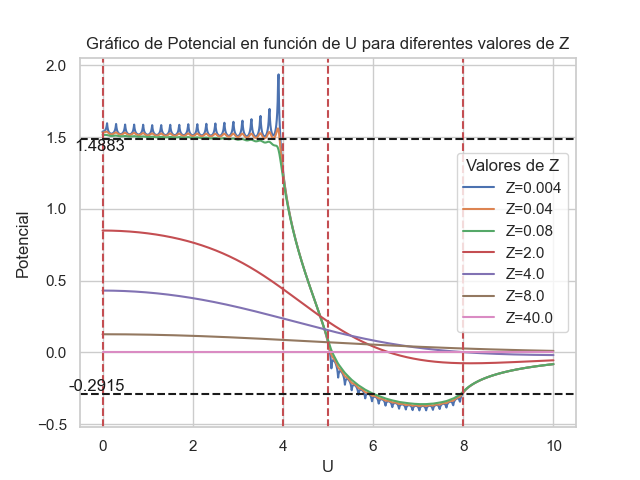 Gráfico de Potencial en función de U para diferentes valores de Z
2.0
1.5
1.4883
1.0
0.5
0.0
-0.2915
−0.5
Potencial
Valores de Z
Z=0.004
Z=0.04
Z=0.08
Z=2.0
Z=4.0
Z=8.0
Z=40.0
0
2
4
6
8
10
U